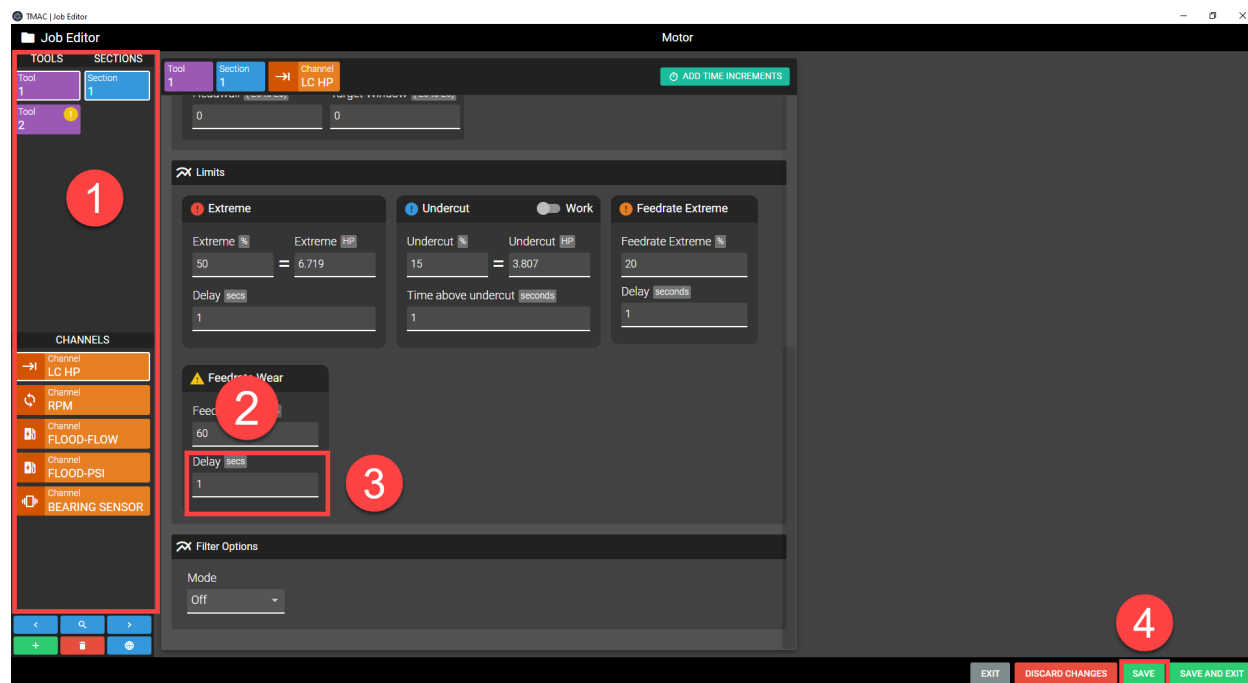 TMAC | Job Editor
Job Editor
Motor
TOOLS SECTIONS
Tool
1
Section
1
Tool
2
1
CHANNELS
Channel
LC HP
Channel
RPM
Channel
FLOOD-FLOW
Channel
FLOOD-PSI
Channel
BEARING SENSOR
Tool
1
Section
1
Channel
LC HP
ADD TIME INCREMENTS
0 0
Limits
Extreme
Extreme % Extreme HP
50 = 6.719
Delay secs
1
Undercut Work
Undercut % Undercut HP
15 = 3.807
Time above undercut seconds
1
Feedrate Extreme
Feedrate Extreme %
20
Delay seconds
1
Wear
2
60
Delay secs
1
3
Filter Options
Mode
Off
4
EXIT DISCARD CHANGES SAVE SAVE AND EXIT